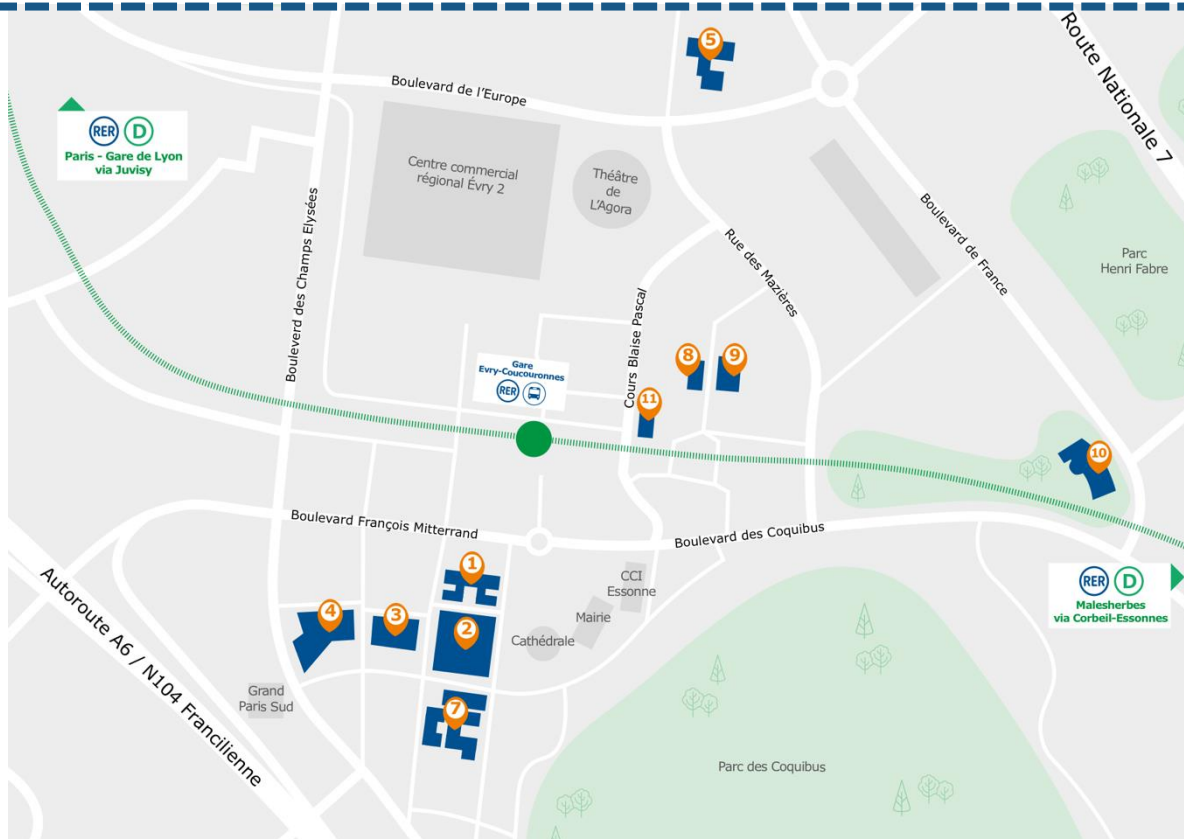 5
Route Nationale 7
Boulevard de l'Europe
RER D
Paris - Gare de Lyon
via Juvisy
Centre commercial
régional Évry 2
Théâtre
de
L'Agora
Boulevard de France
Parc
Henri Fabre
Rue des Mazières
Bouleverd des Champs Elysées
Cours Blaise Pascal
Gare
Evry-Coucouronnes
RER
8
9
11
10
Boulevard François Mitterrand
Boulevard des Coquibus
1
CCI
Essonne
RER D
Malesherbes
via Corbeil-Essonnes
Autoroute A6 / N104 Francilienne
4
3
2
Mairie
Cathédrale
Grand
Paris Sud
7
Parc des Coquibus